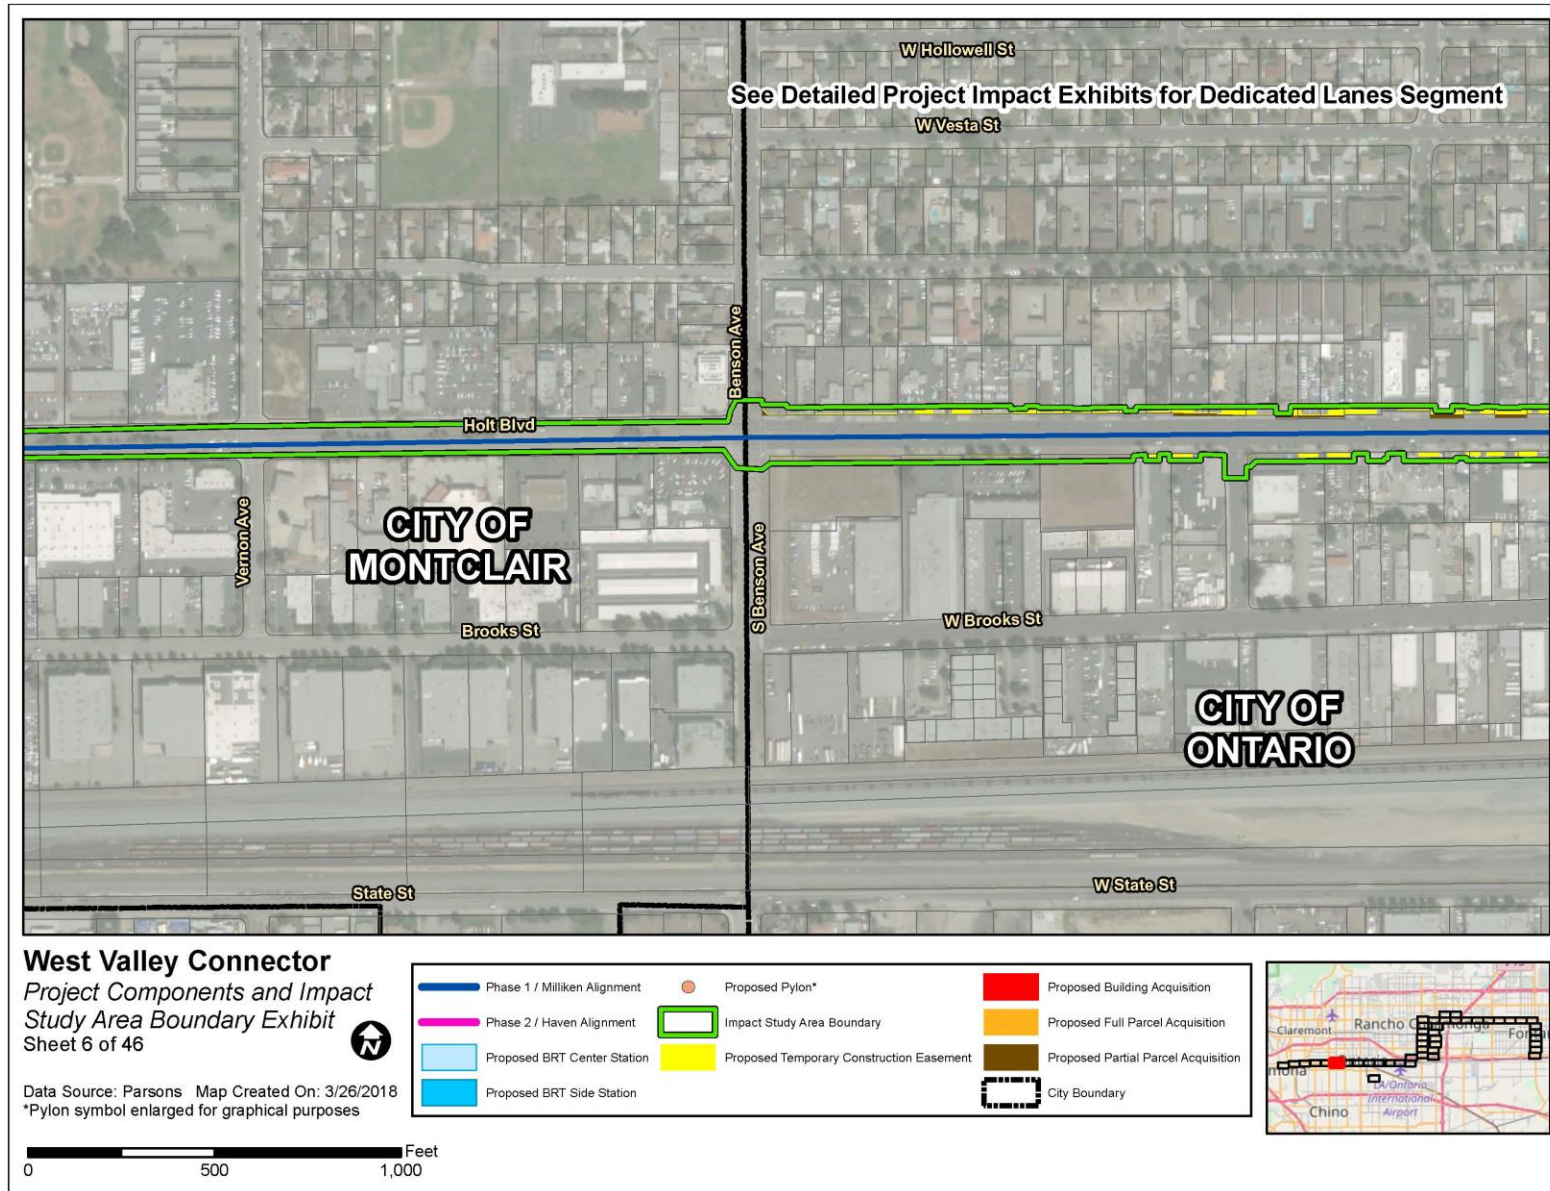 W Hollowell St
See Detailed Project Impact Exhibits for Dedicated Lanes Segment
W Vesta St
Benson Ave
Holt Blvd
Vernon Ave
CITY OF
MONTCLAIR
S Benson Ave
Brooks St
W Brooks St
CITY OF
ONTARIO
State St
W State St
West Valley Connector
Project Components and Impact
Study Area Boundary Exhibit
Sheet 6 of 46
N
Data Source: Parsons Map Created On: 3/26/2018
*Pylon symbol enlarged for graphical purposes
Feet
0 500 1,000
Phase 1 / Milliken Alignment
Phase 2 / Haven Alignment
Proposed BRT Center Station
Proposed BRT Side Station
Proposed Pylon*
Impact Study Area Boundary
Proposed Temporary Construction Easement
Proposed Building Acquisition
Proposed Full Parcel Acquisition
Proposed Partial Parcel Acquisition
City Boundary
Claremont
Rancho
LA/Ontario
International
Airport
Chino